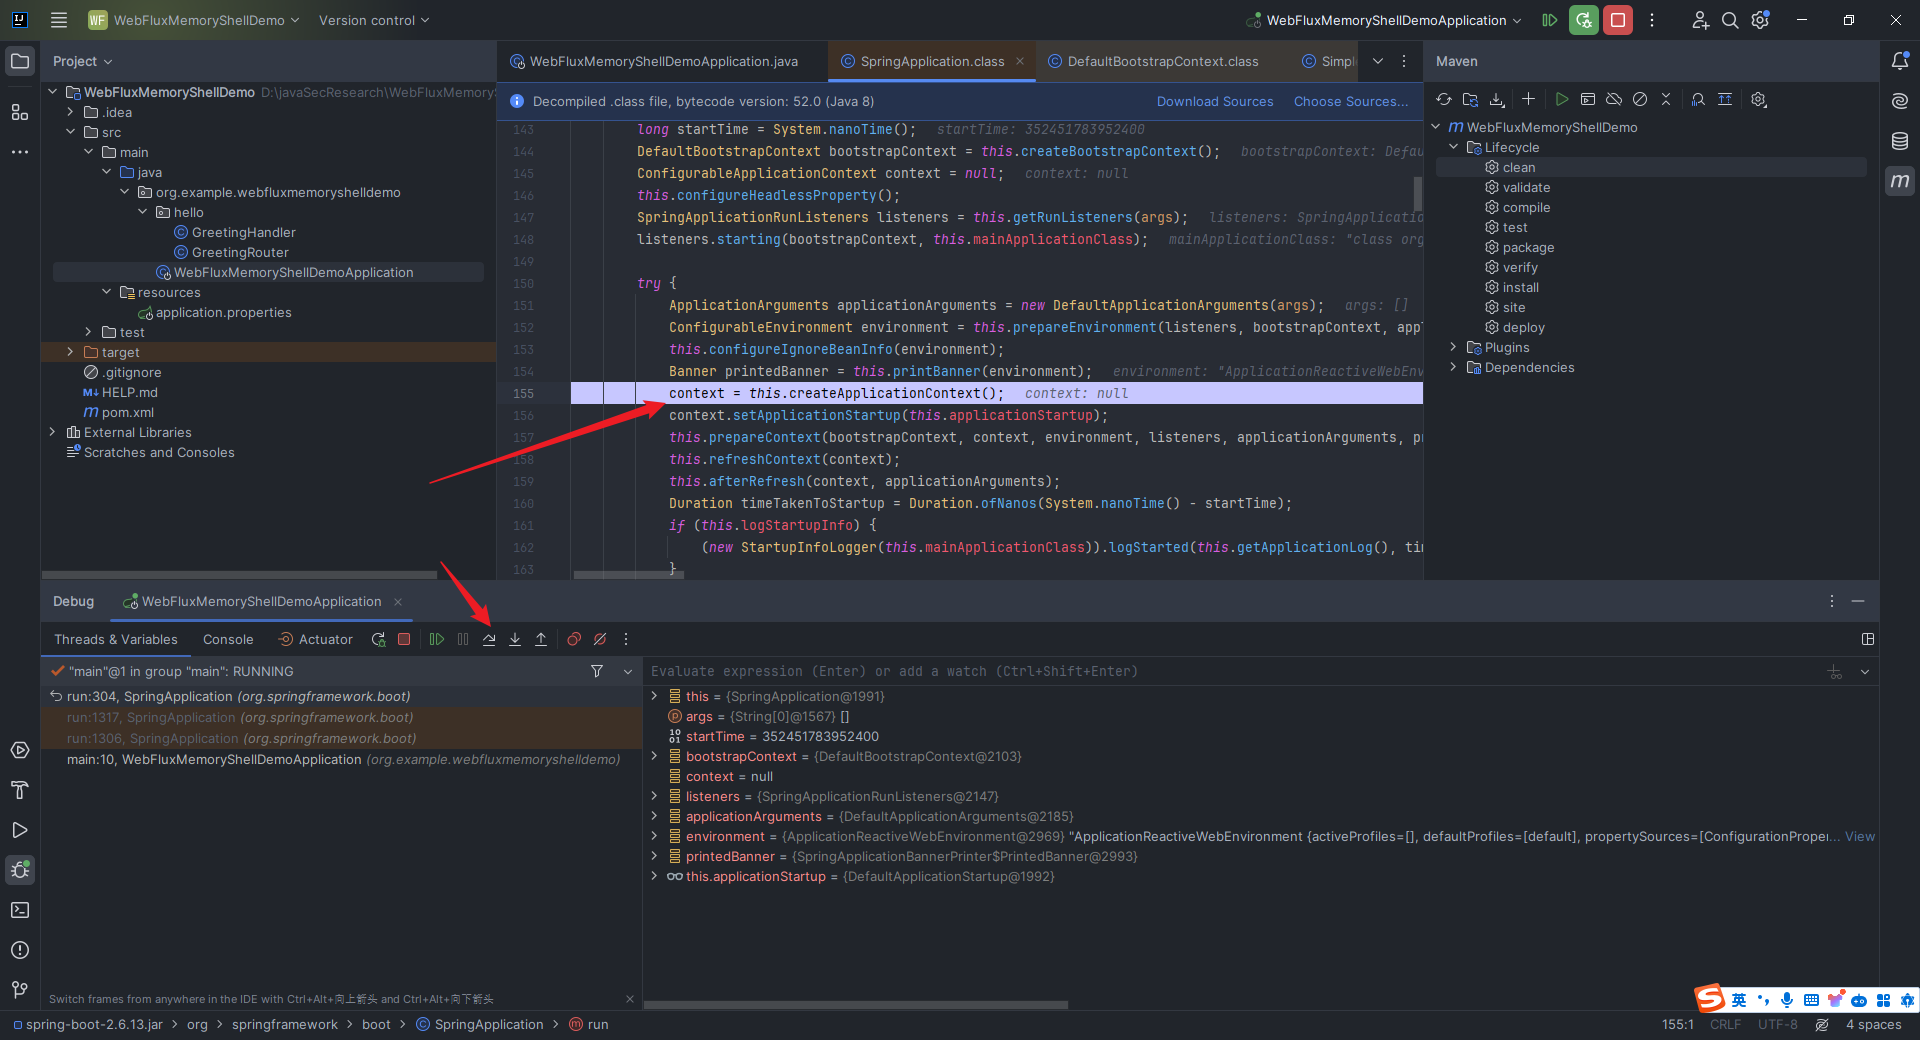 WF WebFluxMemoryShellDemo Version control WebFluxMemoryShellDemoApplication
Project
WebFluxMemoryShellDemo D:\javaSecResearch\WebFluxMemoryS
.idea
src
main
java
org.example.webfluxmemoryshelldemo
hello
GreetingHandler
GreetingRouter
WebFluxMemoryShellDemoApplication
resources
application.properties
test
target
.gitignore
HELP.md
pom.xml
External Libraries
Scratches and Consoles
WebFluxMemoryShellDemoApplication.java SpringApplication.class DefaultBootstrapContext.class Simpl
Decompiled .class file, bytecode version: 52.0 (Java 8) Download Sources Choose Sources...
143 long startTime = System.nanoTime(); startTime: 352451783952400
144 DefaultBootstrapContext bootstrapContext = this.createBootstrapContext(); bootstrapContext: Defau
145 ConfigurableApplicationContext context = null; context: null
146 this.configureHeadlessProperty();
147 SpringApplicationRunListeners listeners = this.getRunListeners(args); listeners: SpringApplicatio
148 listeners.starting(bootstrapContext, this.mainApplicationClass); mainApplicationClass: "class org
149
150 try {
151 ApplicationArguments applicationArguments = new DefaultApplicationArguments(args); args: []
152 ConfigurableEnvironment environment = this.prepareEnvironment(listeners, bootstrapContext, app
153 this.configureIgnoreBeanInfo(environment);
154 Banner printedBanner = this.printBanner(environment); environment: "ApplicationReactiveWebEnv
155 context = this.createApplicationContext(); context: null
156 context.setApplicationStartup(this.applicationStartup);
157 this.prepareContext(bootstrapContext, context, environment, listeners, applicationArguments, p
158 this.refreshContext(context);
159 this.afterRefresh(context, applicationArguments);
160 Duration timeTakenToStartup = Duration.ofNanos(System.nanoTime() - startTime);
161 if (this.logStartupInfo) {
162 (new StartupInfoLogger(this.mainApplicationClass)).logStarted(this.getApplicationLog(), tim
163 }
Maven
WebFluxMemoryShellDemo
Lifecycle
clean
validate
compile
test
package
verify
install
site
deploy
Plugins
Dependencies
Debug WebFluxMemoryShellDemoApplication
Threads & Variables Console Actuator
"main"@1 in group "main": RUNNING
run:304, SpringApplication (org.springframework.boot)
run:1317, SpringApplication (org.springframework.boot)
run:1306, SpringApplication (org.springframework.boot)
main:10, WebFluxMemoryShellDemoApplication (org.example.webfluxmemoryshelldemo)
Evaluate expression (Enter) or add a watch (Ctrl+Shift+Enter)
this = {SpringApplication@1991}
args = {String[0]@1567} []
startTime = 352451783952400
bootstrapContext = {DefaultBootstrapContext@2103}
context = null
listeners = {SpringApplicationRunListeners@2147}
applicationArguments = {DefaultApplicationArguments@2185}
environment = {ApplicationReactiveWebEnvironment@2969} "ApplicationReactiveWebEnvironment {activeProfiles=[], defaultProfiles=[default], propertySources=[ConfigurationProper... View
printedBanner = {SpringApplicationBannerPrinter$PrintedBanner@2993}
this.applicationStartup = {DefaultApplicationStartup@1992}
Switch frames from anywhere in the IDE with Ctrl+Alt+向上箭头 and Ctrl+Alt+向下箭头
英
spring-boot-2.6.13.jar org springframework boot SpringApplication run 155:1 CRLF UTF-8 4 spaces